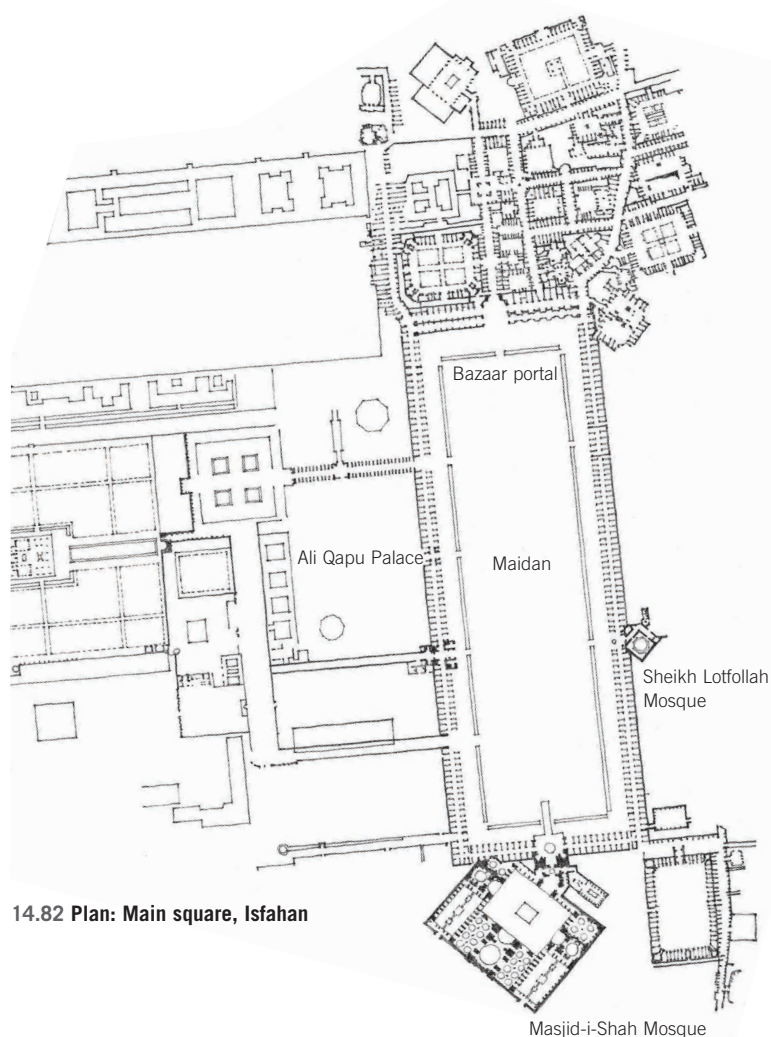 Bazaar portal
Ali Qapu Palace
Maidan
Sheikh Lotfollah
Mosque
14.82 Plan: Main square, Isfahan
Masjid-i-Shah Mosque